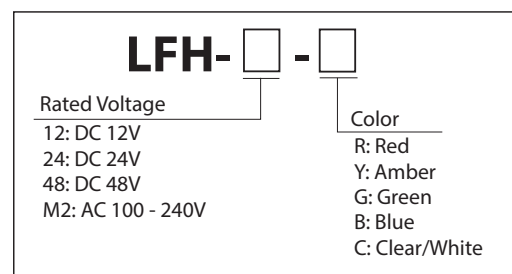 LFH-  -
Rated Voltage
12: DC 12V
24: DC 24V
48: DC 48V
M2: AC 100 - 240V
Color
R: Red
Y: Amber
G: Green
B: Blue
C: Clear/White